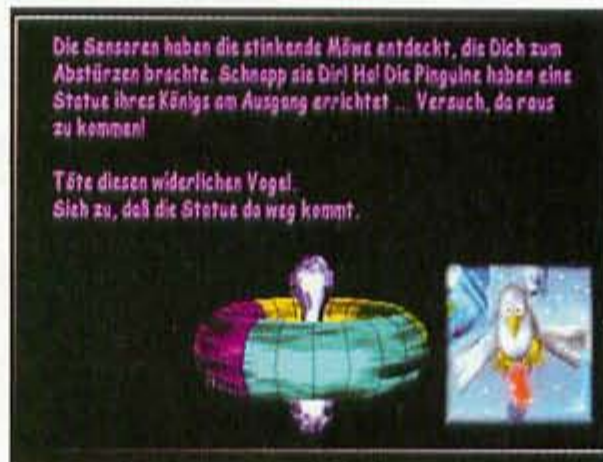 Die Sensoren haben die stinkende Möwe entdeckt, die Dich zum
Abstürzen brachte. Schnapp sie Dir! Ha! Die Pinguine haben eine
Statue ihres Königs am Ausgang errichtet ... Versuch, da raus
zu kommen!
Töte diesen widerlichen Vogel.
Sieh zu, daß die Statue da weg kommt.